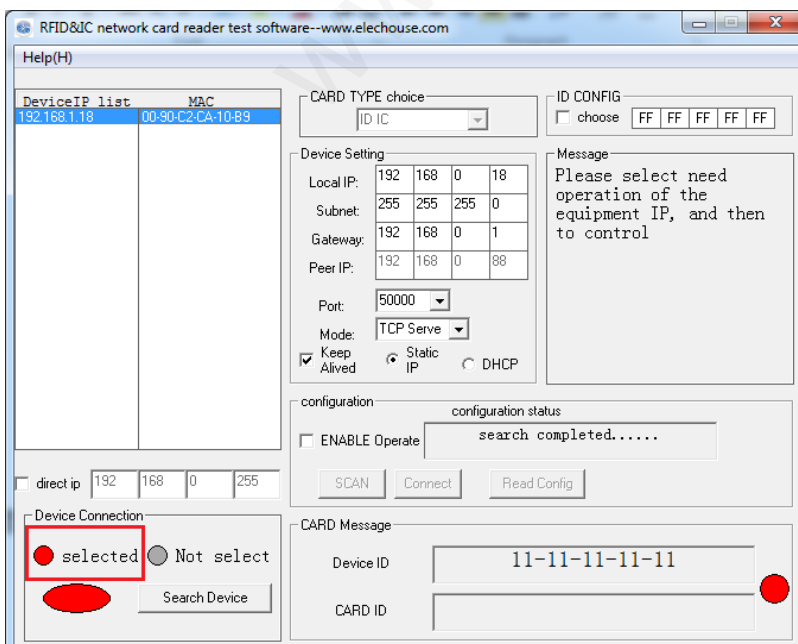 RFID&IC network card reader test software--www.elechouse.com
Help(H)
DeviceIP list MAC
192.168.1.18 00-90-C2-CA-10-B9
CARD TYPE choice
ID IC
ID CONFIG
choose FF FF FF FF FF
Device Setting
Local IP: 192 168 0 18
Subnet: 255 255 255 0
Gateway: 192 168 0 1
Peer IP: 192 168 0 88
Port: 50000
Mode: TCP Serve
Keep Alived
Static IP
DHCP
Message
Please select need
operation of the
equipment IP, and then
to control
configuration
configuration status
ENABLE Operate
search completed......
SCAN Connect Read Config
direct ip 192 168 0 255
Device Connection
selected Not select
Search Device
CARD Message
Device ID 11-11-11-11-11
CARD ID